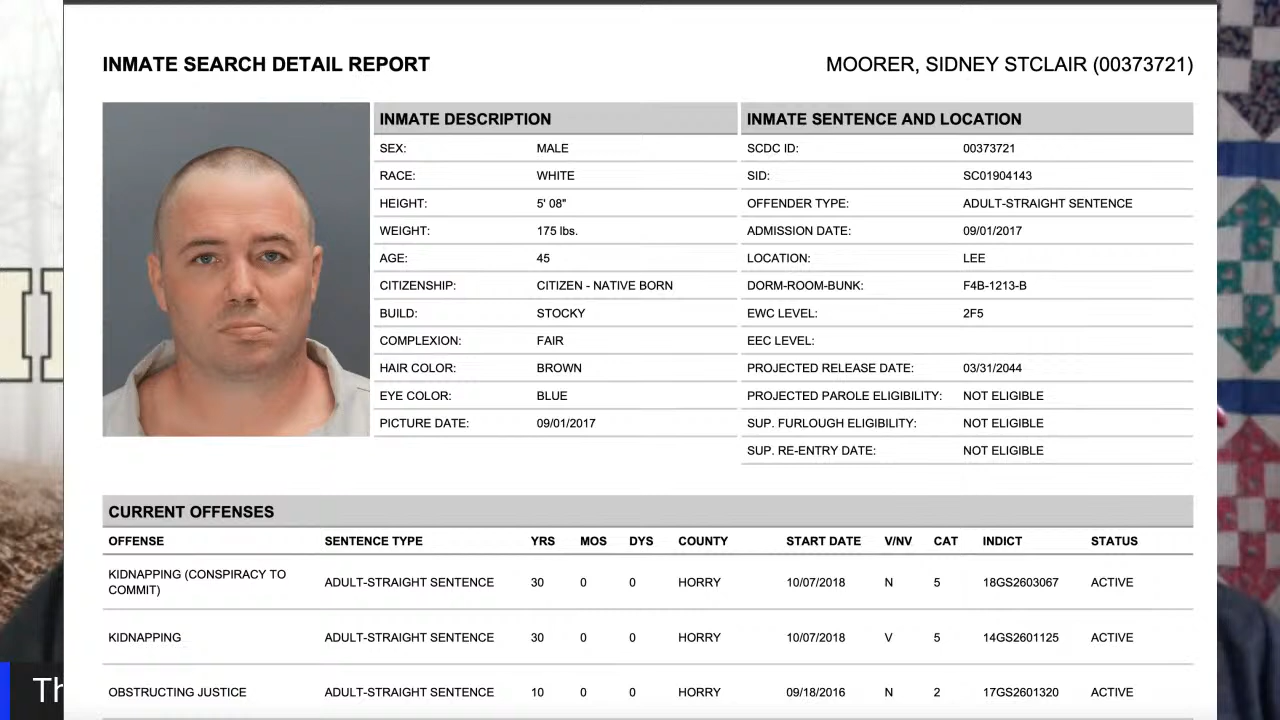 INMATE SEARCH DETAIL REPORT MOORER, SIDNEY STCLAIR (00373721)
INMATE DESCRIPTION
SEX: MALE
RACE: WHITE
HEIGHT: 5' 08"
WEIGHT: 175 lbs.
AGE: 45
CITIZENSHIP: CITIZEN - NATIVE BORN
BUILD: STOCKY
COMPLEXION: FAIR
HAIR COLOR: BROWN
EYE COLOR: BLUE
PICTURE DATE: 09/01/2017
INMATE SENTENCE AND LOCATION
SCDC ID: 00373721
SID: SC01904143
OFFENDER TYPE: ADULT-STRAIGHT SENTENCE
ADMISSION DATE: 09/01/2017
LOCATION: LEE
DORM-ROOM-BUNK: F4B-1213-B
EWC LEVEL: 2F5
EEC LEVEL:
PROJECTED RELEASE DATE: 03/31/2044
PROJECTED PAROLE ELIGIBILITY: NOT ELIGIBLE
SUP. FURLOUGH ELIGIBILITY: NOT ELIGIBLE
SUP. RE-ENTRY DATE: NOT ELIGIBLE
CURRENT OFFENSES
OFFENSE SENTENCE TYPE YRS MOS DYS COUNTY START DATE V/NV CAT INDICT STATUS
KIDNAPPING (CONSPIRACY TO
COMMIT) ADULT-STRAIGHT SENTENCE 30 0 0 HORRY 10/07/2018 N 5 18GS2603067 ACTIVE
KIDNAPPING ADULT-STRAIGHT SENTENCE 30 0 0 HORRY 10/07/2018 V 5 14GS2601125 ACTIVE
OBSTRUCTING JUSTICE ADULT-STRAIGHT SENTENCE 10 0 0 HORRY 09/18/2016 N 2 17GS2601320 ACTIVE
Th